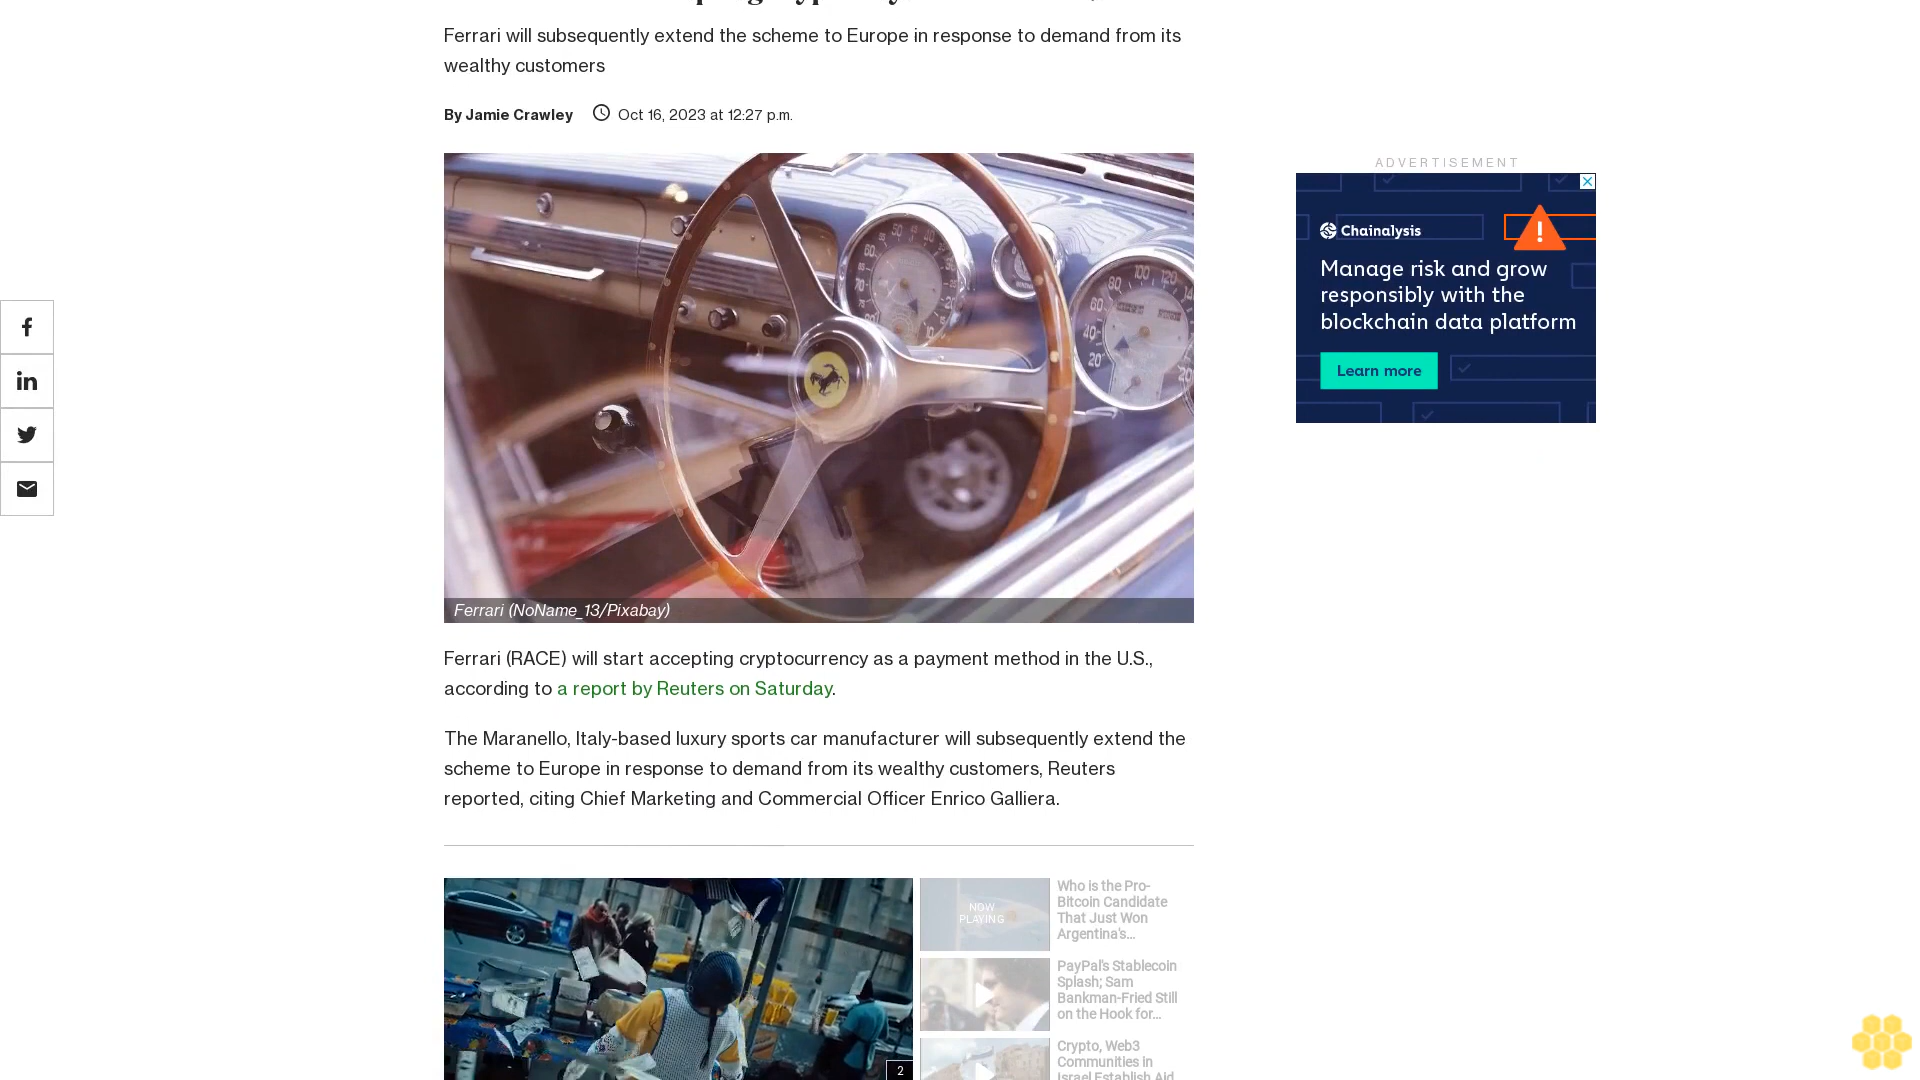 Ferrari will subsequently extend the scheme to Europe in response to demand from its
wealthy customers
By Jamie Crawley
Oct 16, 2023 at 12:27 p.m.
ADVERTISEMENT
Chainalysis
Manage risk and grow
responsibly with the
blockchain data platform
Learn more
Ferrari (NoName_13/Pixabay)
Ferrari (RACE) will start accepting cryptocurrency as a payment method in the U.S.,
according to a report by Reuters on Saturday.
The Maranello, Italy-based luxury sports car manufacturer will subsequently extend the
scheme to Europe in response to demand from its wealthy customers, Reuters
reported, citing Chief Marketing and Commercial Officer Enrico Galliera.
NOW
PLAYING
Who is the Pro-
Bitcoin Candidate
That Just Won
Argentina's...
PayPal's Stablecoin
Splash; Sam
Bankman-Fried Still
on the Hook for...
Crypto, Web3
Communities in
Israel Establish Aid
2